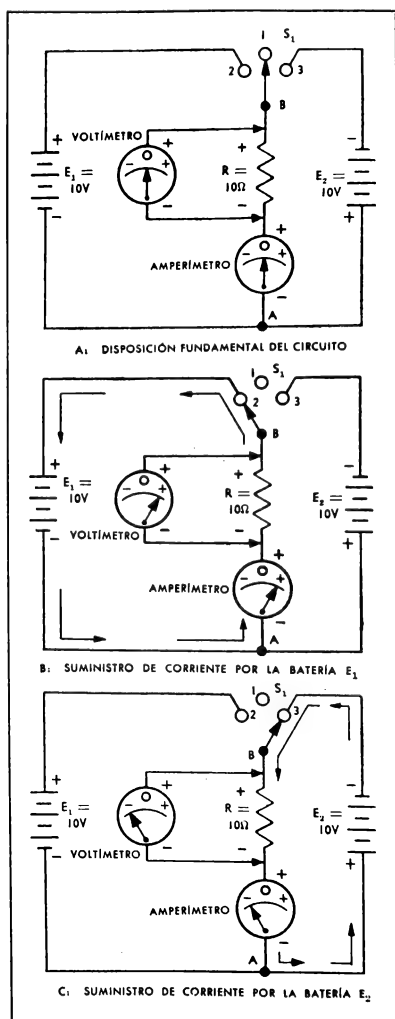 1 S₁
2 3
B
VOLTÍMETRO
+ +
+ E₁ = 10V -
- +
- -
R = 10Ω
+ -
- E₂ = 10V +
+
AMPERÍMETRO
- +
-
A
A: DISPOSICIÓN FUNDAMENTAL DEL CIRCUITO
1 S₁
2 3
B
+ +
+ E₁ = 10V -
- +
- -
R = 10Ω
+ -
- E₂ = 10V +
VOLTÍMETRO
+
AMPERÍMETRO
- +
-
A
B: SUMINISTRO DE CORRIENTE POR LA BATERÍA E₁
1 S₁
2 3
B
+ +
+ E₁ = 10V -
- +
- -
R = 10Ω
+ -
- E₂ = 10V +
VOLTÍMETRO
+
AMPERÍMETRO
- +
-
A
C: SUMINISTRO DE CORRIENTE POR LA BATERÍA E₂